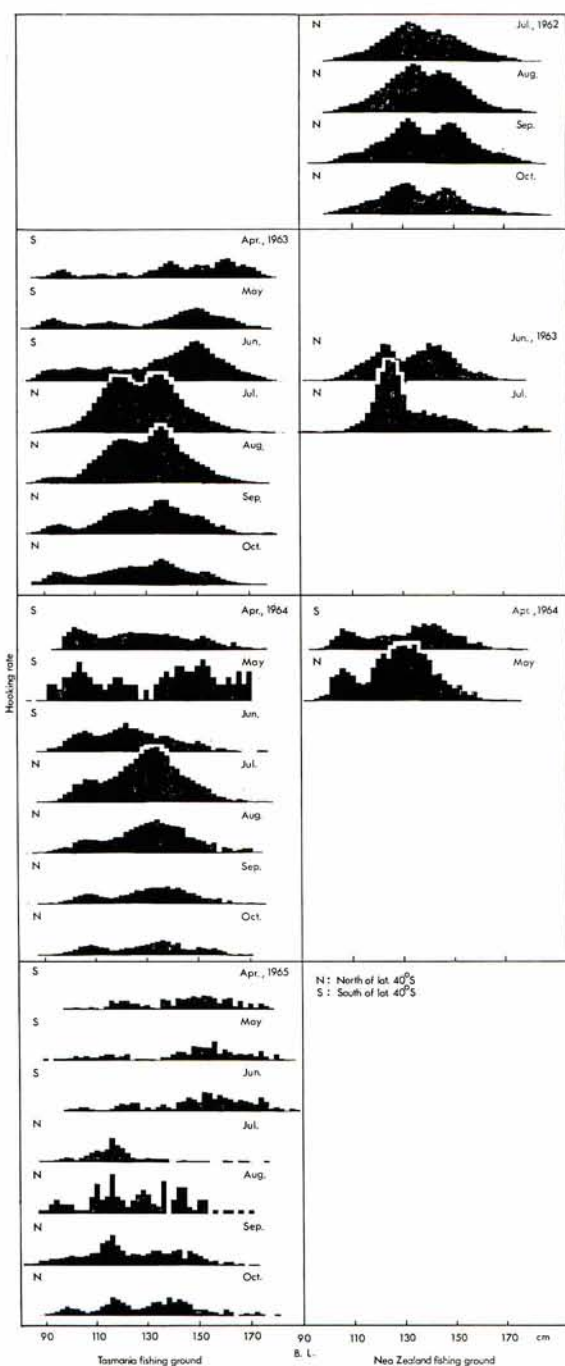 N Jul., 1962
N Aug.
N Sep.
N Oct.
S Apr., 1963
S May
S Jun.
N Jul.
N Aug.
N Sep.
N Oct.
N Jun., 1963
N Jul.
S Apr., 1964
S May
S Jun.
N Jul.
N Aug.
N Sep.
N Oct.
S Apr., 1964
N May
S Apr., 1965
S May
S Jun.
N Jul.
N Aug.
N Sep.
N Oct.
N : North of lat. 40°S
S : South of lat. 40°S
Hooking rate
90 110 130 150 170 90 110 130 150 170 cm
B. L.
Tasmania fishing ground Nea Zealand fishing ground